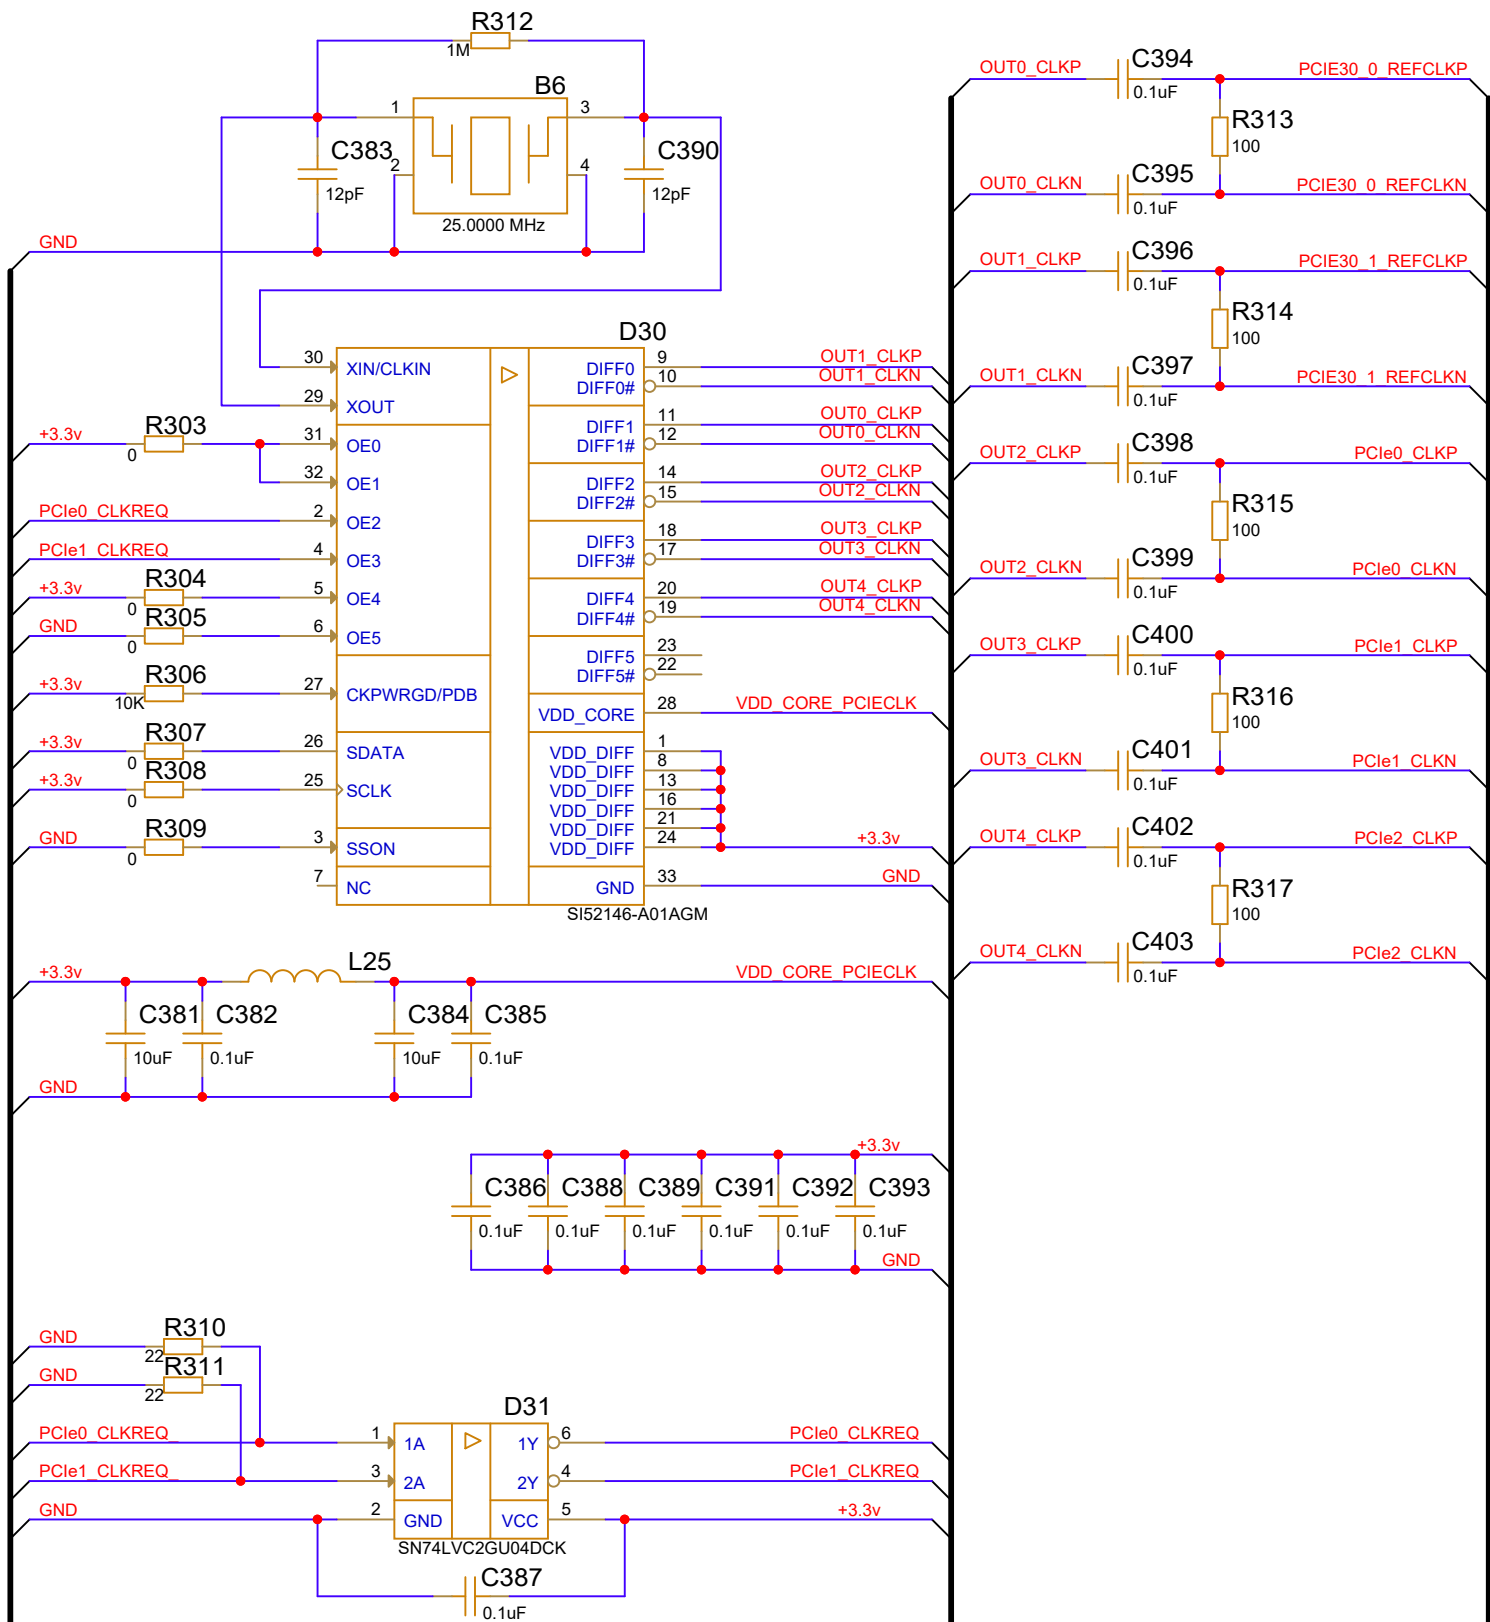 R312
1M
B6
1
3
C383
2
12pF
4
C390
12pF
25.0000 MHz
GND
D30
30
XIN/CLKIN
29
XOUT
+3.3v
R303
0
31
OE0
32
OE1
PCIe0_CLKREQ
2
OE2
PCIe1_CLKREQ
4
OE3
+3.3v
R304
0
5
OE4
GND
R305
0
6
OE5
+3.3v
R306
10K
27
CKPWRGD/PDB
+3.3v
R307
0
26
SDATA
+3.3v
R308
0
25
SCLK
GND
R309
0
3
SSON
7
NC
DIFF0
9
OUT1_CLKP
DIFF0#
10
OUT1_CLKN
DIFF1
11
OUT0_CLKP
DIFF1#
12
OUT0_CLKN
DIFF2
14
OUT2_CLKP
DIFF2#
15
OUT2_CLKN
DIFF3
18
OUT3_CLKP
DIFF3#
17
OUT3_CLKN
DIFF4
20
OUT4_CLKP
DIFF4#
19
OUT4_CLKN
DIFF5
23
DIFF5#
22
VDD_CORE
28
VDD_CORE_PCIECLK
VDD_DIFF
1
VDD_DIFF
8
VDD_DIFF
13
VDD_DIFF
16
VDD_DIFF
21
VDD_DIFF
24
+3.3v
GND
33
GND
SI52146-A01AGM
+3.3v
L25
VDD_CORE_PCIECLK
C381
10uF
C382
0.1uF
C384
10uF
C385
0.1uF
GND
+3.3v
C386
0.1uF
C388
0.1uF
C389
0.1uF
C391
0.1uF
C392
0.1uF
C393
0.1uF
GND
GND
R310
22
GND
R311
22
D31
PCIe0_CLKREQ_
1
1A
1Y
6
PCIe0_CLKREQ
PCIe1_CLKREQ_
3
2A
2Y
4
PCIe1_CLKREQ
GND
2
GND
VCC
5
+3.3v
SN74LVC2GU04DCK
C387
0.1uF
OUT0_CLKP
C394
0.1uF
PCIE30_0_REFCLKP
R313
100
OUT0_CLKN
C395
0.1uF
PCIE30_0_REFCLKN
OUT1_CLKP
C396
0.1uF
PCIE30_1_REFCLKP
R314
100
OUT1_CLKN
C397
0.1uF
PCIE30_1_REFCLKN
OUT2_CLKP
C398
0.1uF
PCIe0_CLKP
R315
100
OUT2_CLKN
C399
0.1uF
PCIe0_CLKN
OUT3_CLKP
C400
0.1uF
PCIe1_CLKP
R316
100
OUT3_CLKN
C401
0.1uF
PCIe1_CLKN
OUT4_CLKP
C402
0.1uF
PCIe2_CLKP
R317
100
OUT4_CLKN
C403
0.1uF
PCIe2_CLKN